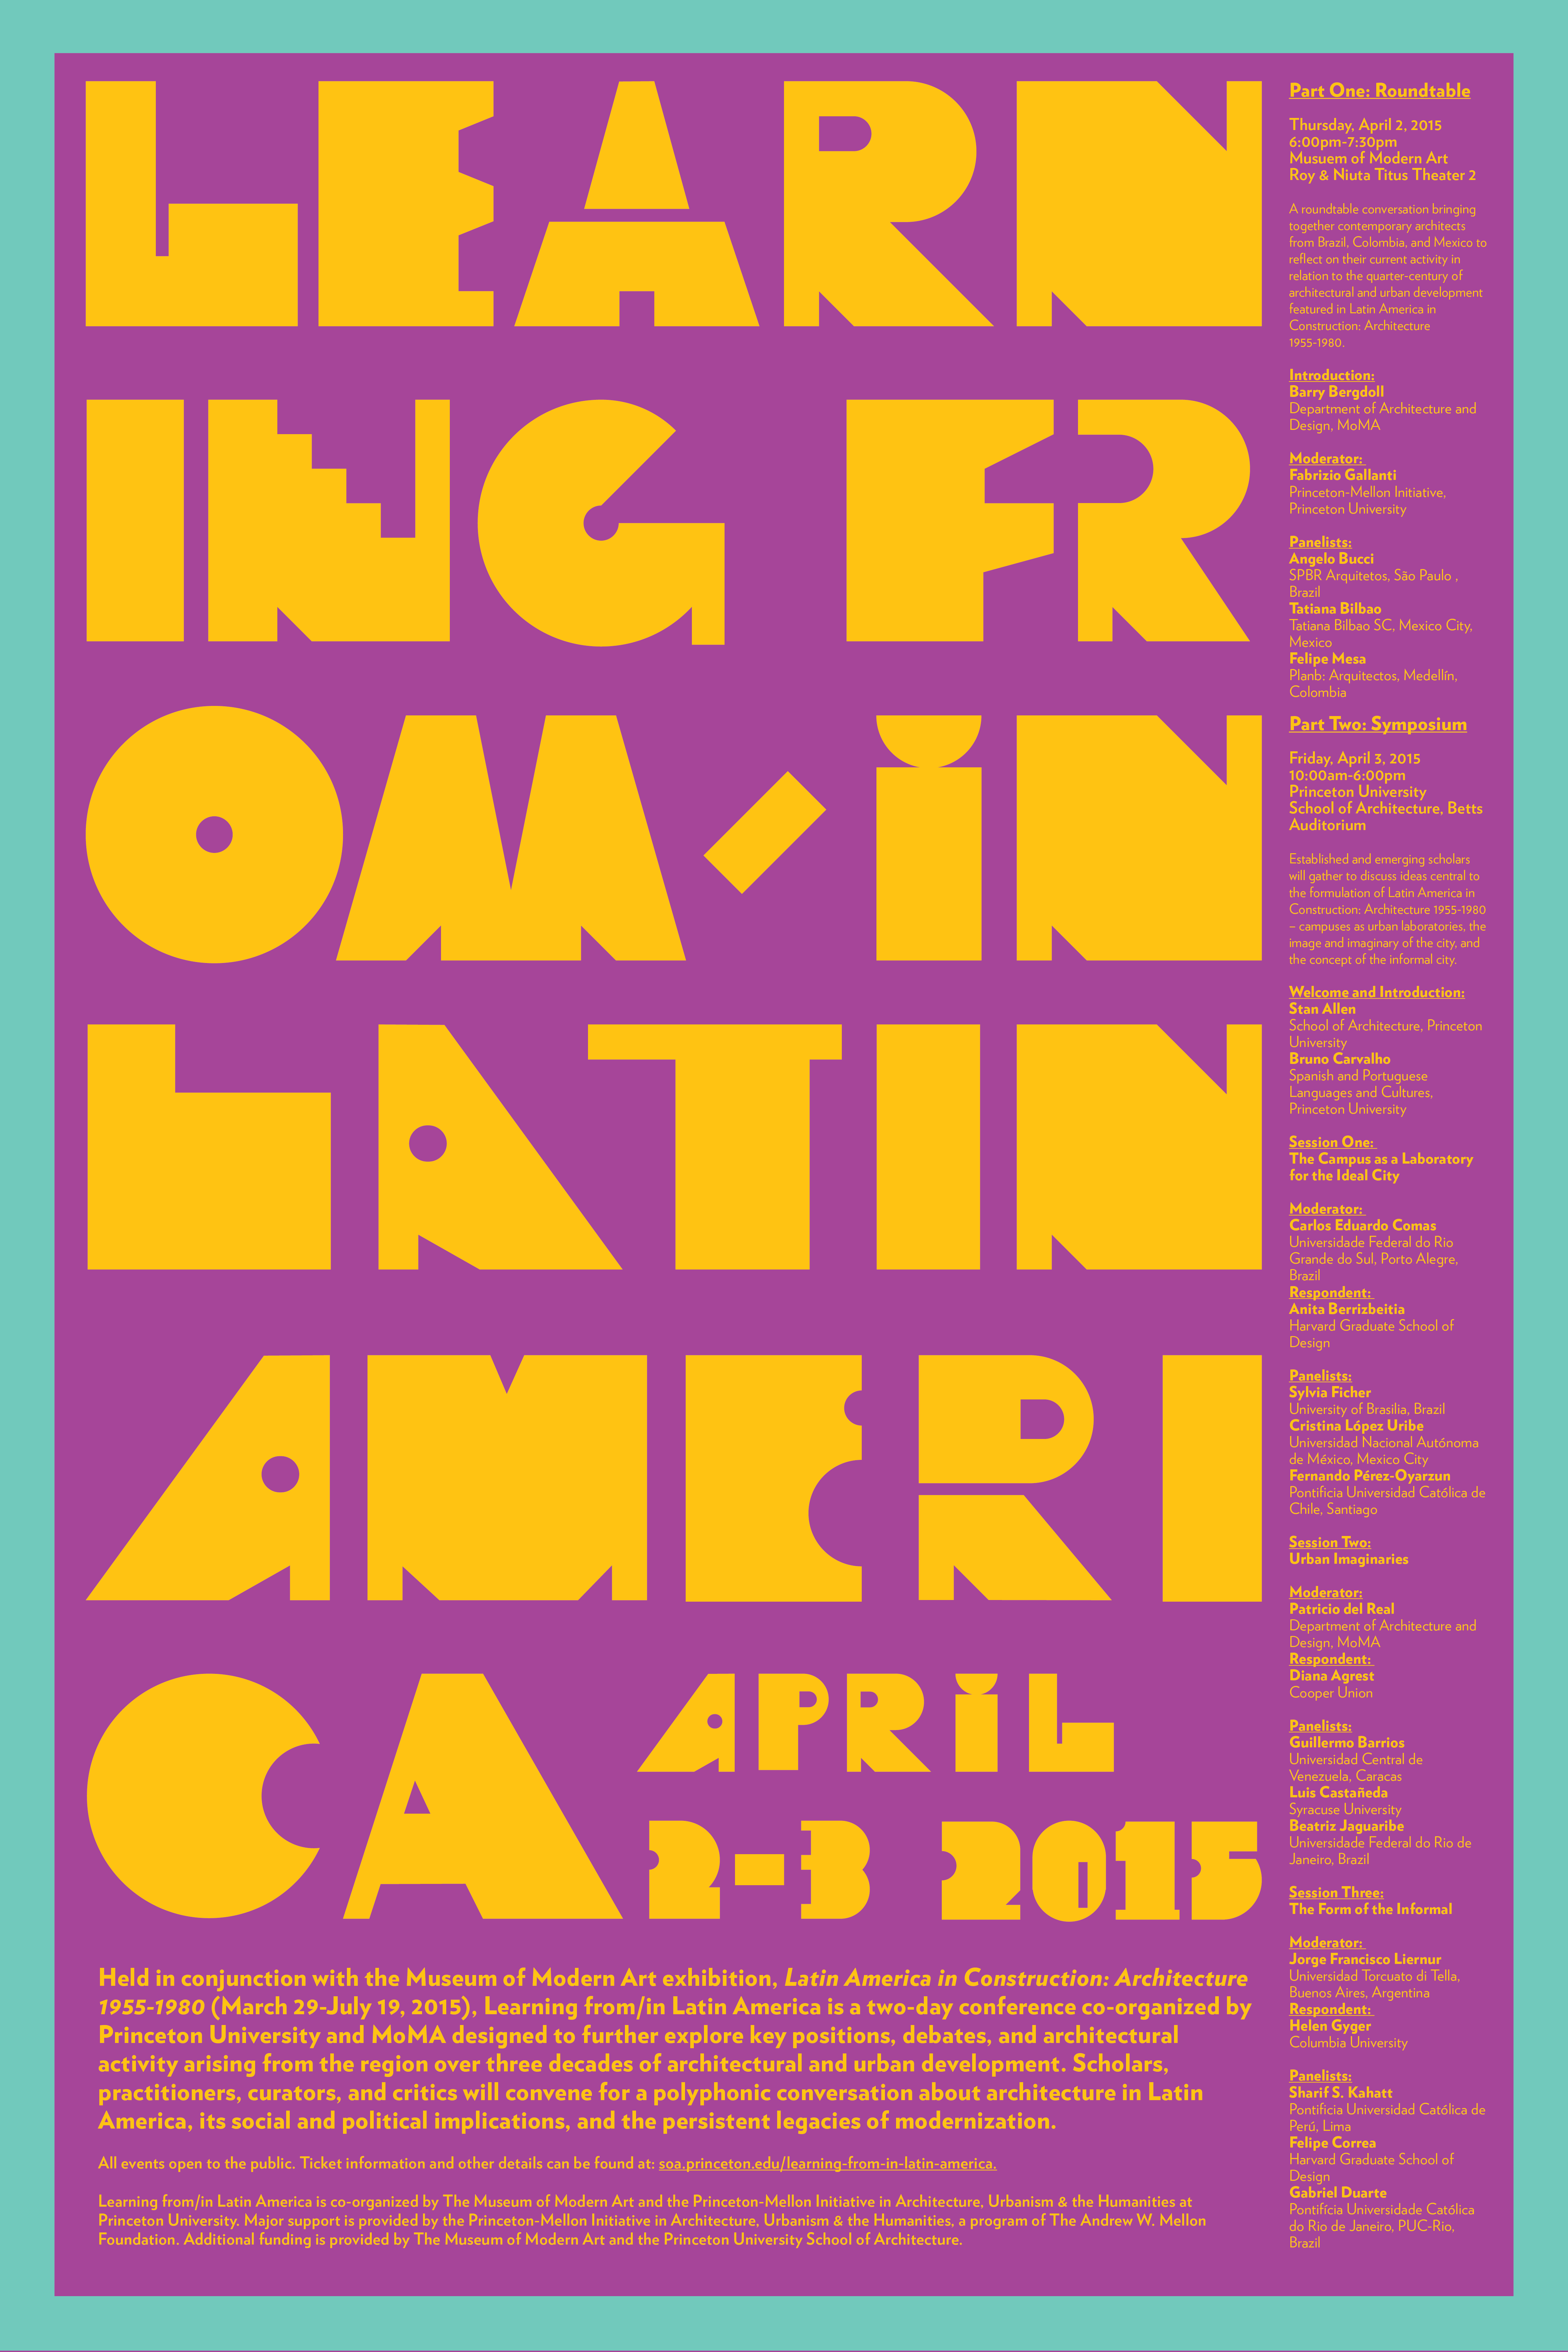 LEARN
ING FR
OM/iN
LATIN
AMERI
CA
APRiL
2-3 2015
Held in conjunction with the Museum of Modern Art exhibition, Latin America in Construction: Architecture
1955-1980 (March 29-July 19, 2015), Learning from/in Latin America is a two-day conference co-organized by
Princeton University and MoMA designed to further explore key positions, debates, and architectural
activity arising from the region over three decades of architectural and urban development. Scholars,
practitioners, curators, and critics will convene for a polyphonic conversation about architecture in Latin
America, its social and political implications, and the persistent legacies of modernization.
All events open to the public. Ticket information and other details can be found at: soa.princeton.edu/learning-from-in-latin-america.
Learning from/in Latin America is co-organized by The Museum of Modern Art and the Princeton-Mellon Initiative in Architecture, Urbanism & the Humanities at
Princeton University. Major support is provided by the Princeton-Mellon Initiative in Architecture, Urbanism & the Humanities, a program of The Andrew W. Mellon
Foundation. Additional funding is provided by The Museum of Modern Art and the Princeton University School of Architecture.
Part One: Roundtable
Thursday, April 2, 2015
6:00pm-7:30pm
Musuem of Modern Art
Roy & Niuta Titus Theater 2
A roundtable conversation bringing
together contemporary architects
from Brazil, Colombia, and Mexico to
reflect on their current activity in
relation to the quarter-century of
architectural and urban development
featured in Latin America in
Construction: Architecture
1955-1980.
Introduction:
Barry Bergdoll
Department of Architecture and
Design, MoMA
Moderator:
Fabrizio Gallanti
Princeton-Mellon Initiative,
Princeton University
Panelists:
Angelo Bucci
SPBR Arquitetos, São Paulo ,
Brazil
Tatiana Bilbao
Tatiana Bilbao SC, Mexico City,
Mexico
Felipe Mesa
Planb: Arquitectos, Medellín,
Colombia
Part Two: Symposium
Friday, April 3, 2015
10:00am-6:00pm
Princeton University
School of Architecture, Betts
Auditorium
Established and emerging scholars
will gather to discuss ideas central to
the formulation of Latin America in
Construction: Architecture 1955-1980
– campuses as urban laboratories, the
image and imaginary of the city, and
the concept of the informal city.
Welcome and Introduction:
Stan Allen
School of Architecture, Princeton
University
Bruno Carvalho
Spanish and Portuguese
Languages and Cultures,
Princeton University
Session One:
The Campus as a Laboratory
for the Ideal City
Moderator:
Carlos Eduardo Comas
Universidade Federal do Rio
Grande do Sul, Porto Alegre,
Brazil
Respondent:
Anita Berrizbeitia
Harvard Graduate School of
Design
Panelists:
Sylvia Ficher
University of Brasilia, Brazil
Cristina López Uribe
Universidad Nacional Autónoma
de México, Mexico City
Fernando Pérez-Oyarzun
Pontificia Universidad Católica de
Chile, Santiago
Session Two:
Urban Imaginaries
Moderator:
Patricio del Real
Department of Architecture and
Design, MoMA
Respondent:
Diana Agrest
Cooper Union
Panelists:
Guillermo Barrios
Universidad Central de
Venezuela, Caracas
Luis Castañeda
Syracuse University
Beatriz Jaguaribe
Universidade Federal do Rio de
Janeiro, Brazil
Session Three:
The Form of the Informal
Moderator:
Jorge Francisco Liernur
Universidad Torcuato di Tella,
Buenos Aires, Argentina
Respondent:
Helen Gyger
Columbia University
Panelists:
Sharif S. Kahatt
Pontificia Universidad Católica de
Perú, Lima
Felipe Correa
Harvard Graduate School of
Design
Gabriel Duarte
Pontifícia Universidade Católica
do Rio de Janeiro, PUC-Rio,
Brazil